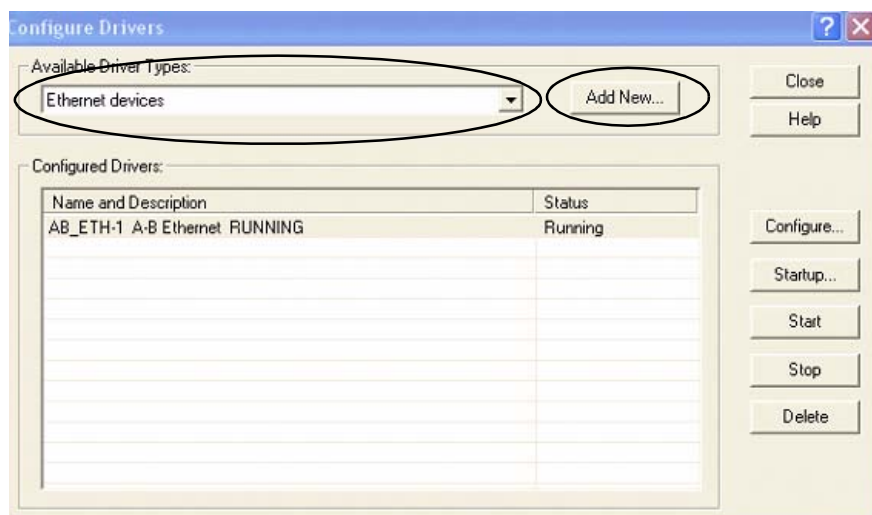 Configure Drivers
Available Driver Types:
Ethernet devices
Add New...
Close
Help
Configured Drivers:
Name and Description Status
AB_ETH-1 A-B Ethernet RUNNING Running
Configure...
Startup...
Start
Stop
Delete